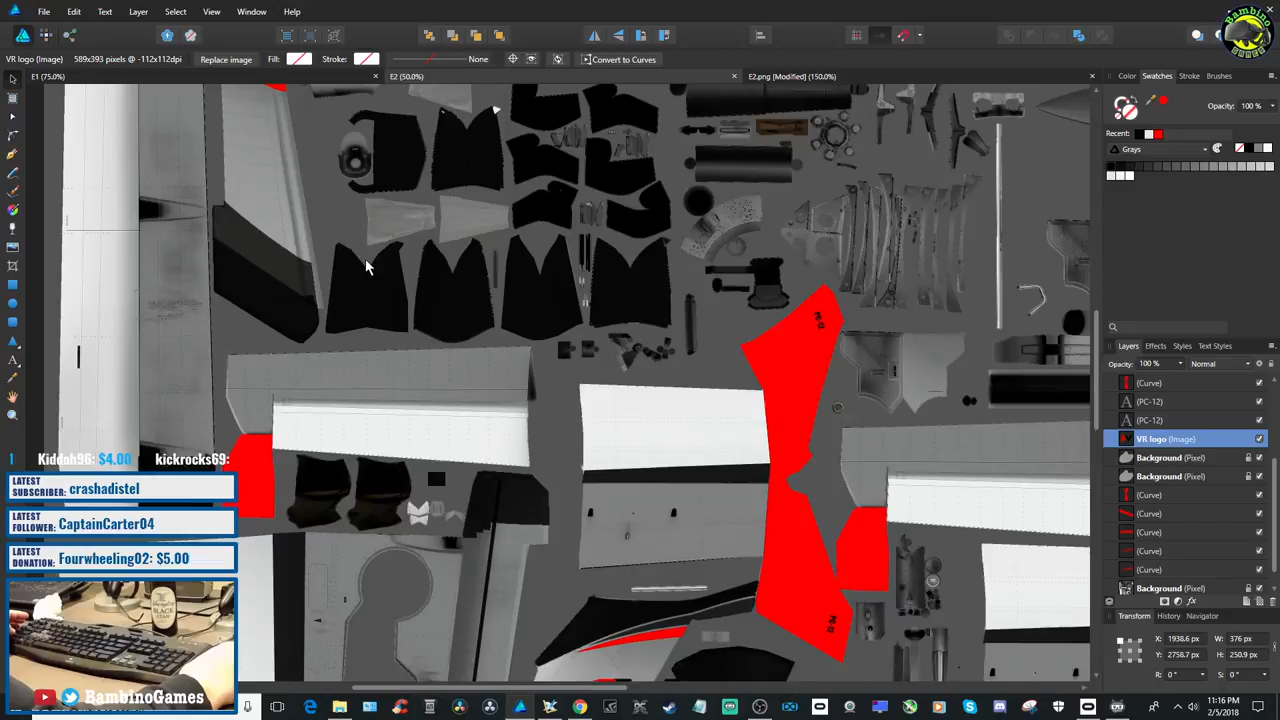 File Edit Text Layer Select View Window
Bambino
GAMES
VR logo (Image) 589x393 pixels @ -112x112dpi Replace image Fill: Stroke: None Convert to Curves
E1 (75.0%) E2 (50.0%) E2.png [Modified] (150.0%)
Color Swatches Stroke Brushes
Opacity: 100 %
Recent:
Grays
PC-12
Layers Effects Styles Text Styles
Opacity: 100 % Normal
(Curve)
(PC-12)
(PC-12)
VR logo (Image)
Background (Pixel)
Background (Pixel)
(Curve)
(Curve)
(Curve)
(Curve)
(Curve)
Background (Pixel)
Transform History Navigator
X: 1938.6 px W: 376 px
Y: 2758.7 px H: 250.9 px
R: 0 ° S: 0 °
Kiddoh96: $4.00 kickrocks69:
LATEST SUBSCRIBER: crashadistel
LATEST FOLLOWER: CaptainCarter04
LATEST DONATION: Fourwheeling02: $5.00
PC-12
BLACK
BambinoGames
11:16 PM
2/5/2018